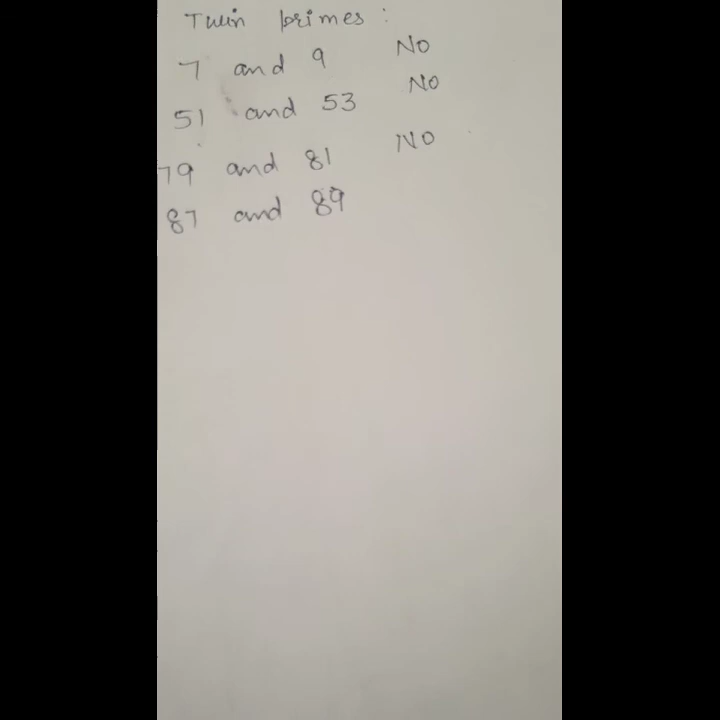 Twin primes :
7 and 9 No
51 and 53 No
79 and 81 No
87 and 89